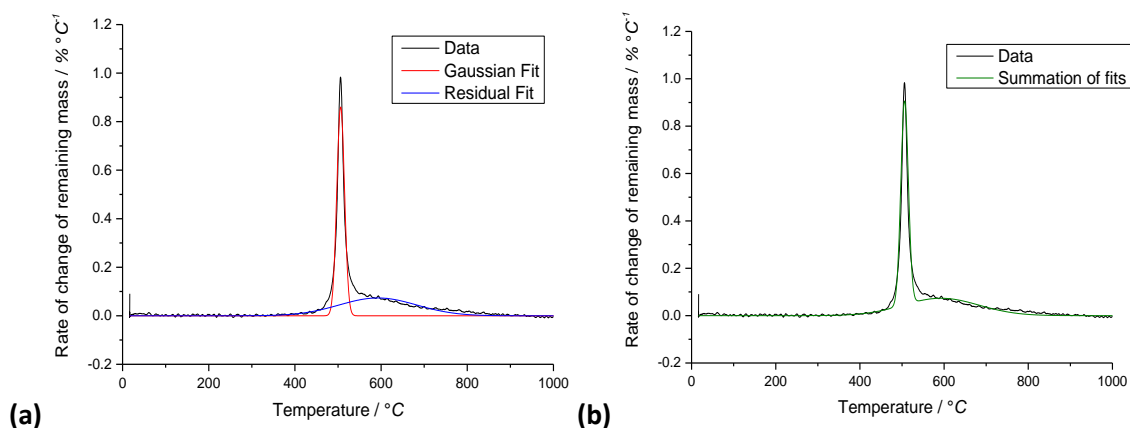 Rate of change of remaining mass / % °C⁻¹
1.2
1.0
0.8
0.6
0.4
0.2
0.0
-0.2
Data
Gaussian Fit
Residual Fit
0 200 400 600 800 1000
Temperature / °C
(a)
Rate of change of remaining mass / % °C⁻¹
1.2
1.0
0.8
0.6
0.4
0.2
0.0
-0.2
Data
Summation of fits
0 200 400 600 800 1000
Temperature / °C
(b)